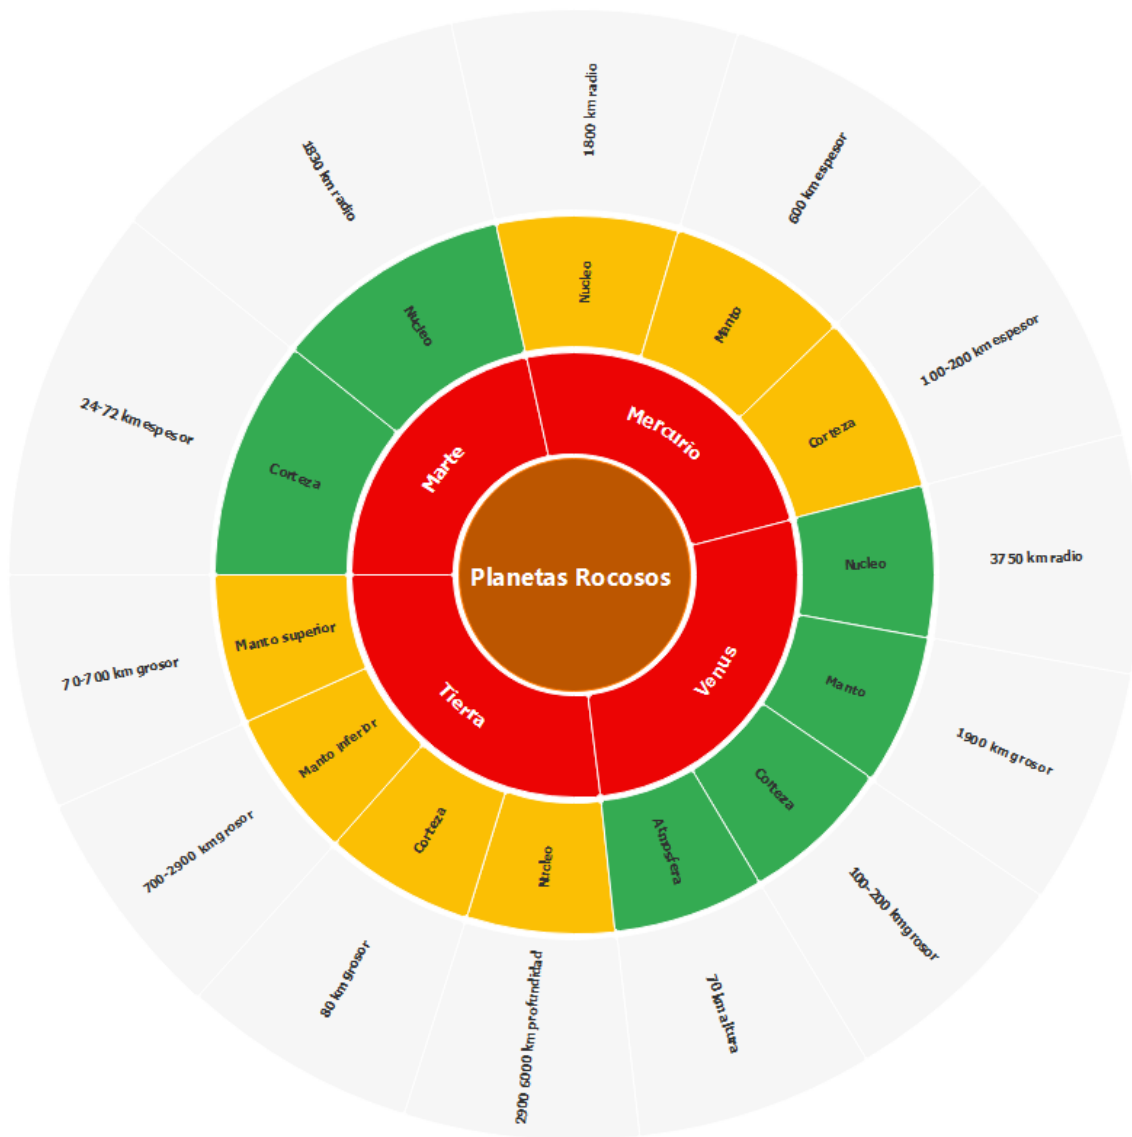 Planetas Rocosos
Mercurio
Nucleo
1800 km radio
Manto
600 km espesor
Corteza
100-200 km espesor
Venus
Nucleo
3750 km radio
Manto
1900 km grosor
Corteza
100-200 km grosor
Atmosfera
70 km altura
Tierra
Nucleo
2900 6000 km profundidad
Corteza
80 km grosor
Manto inferior
700-2900 km grosor
Manto superior
70-700 km grosor
Marte
Corteza
24-72 km espesor
Nucleo
1830 km radio